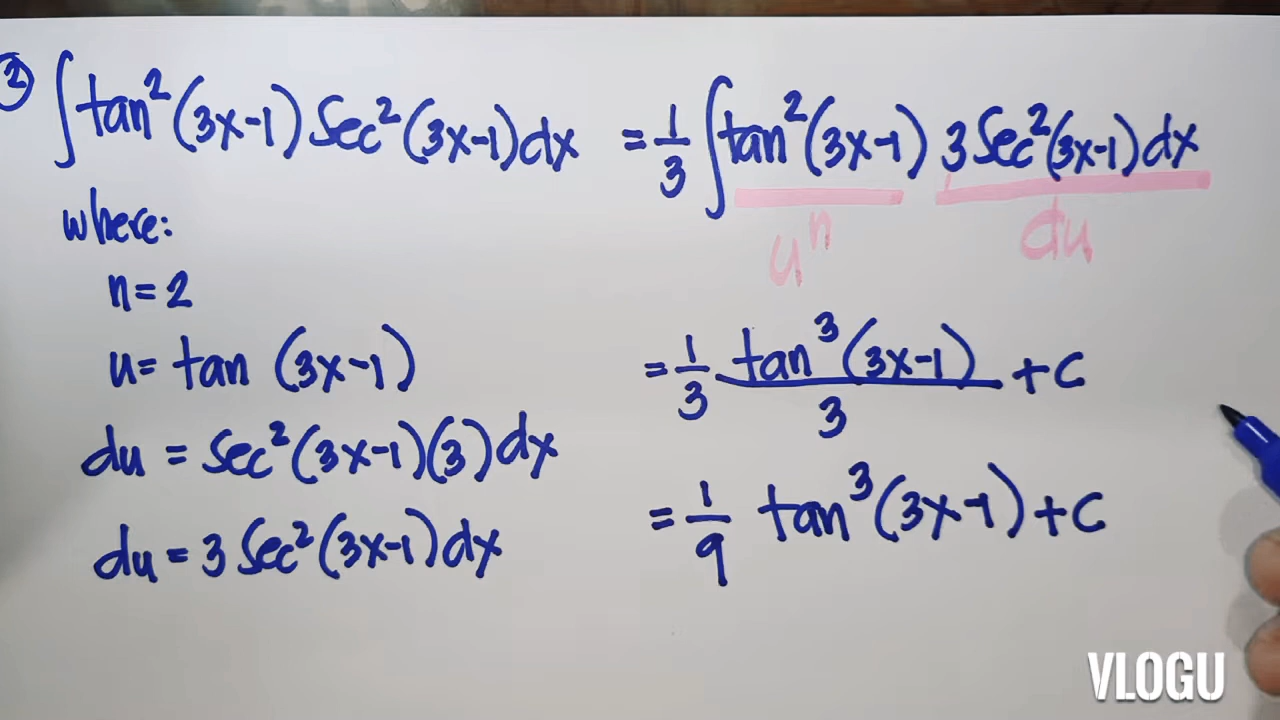 2
∫tan²(3x-1) Sec²(3x-1)dx
where:
n = 2
u = tan (3x-1)
du = Sec²(3x-1)(3)dx
du = 3 Sec²(3x-1)dx
= 1/3 ∫tan²(3x-1) 3Sec²(3x-1)dx
uⁿ du
= 1/3 tan³(3x-1)/3 + C
= 1/9 tan³(3x-1) + C
VLOGU